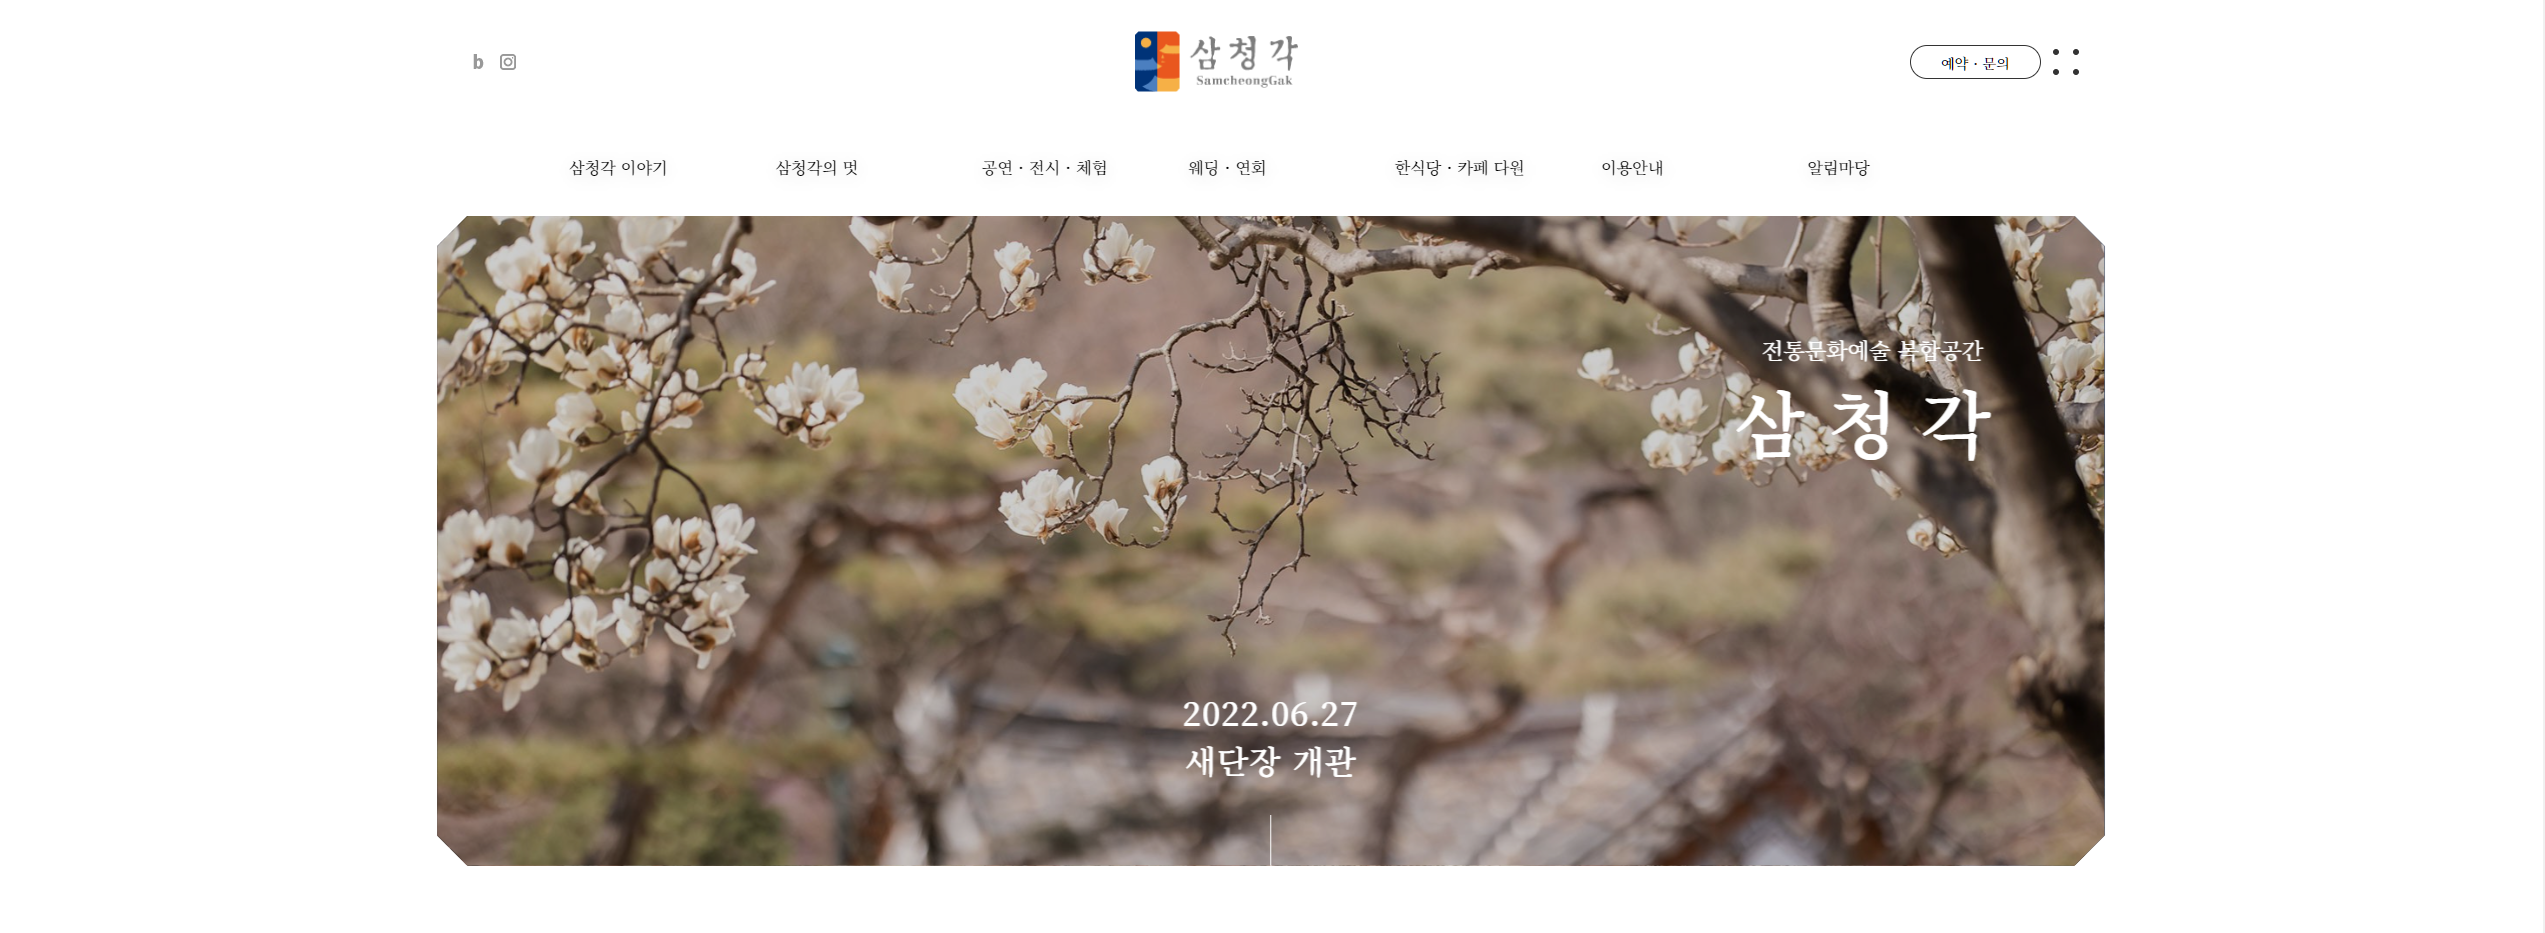 b
삼청각
SamcheongGak
예약 · 문의
삼청각 이야기
삼청각의 멋
공연 · 전시 · 체험
웨딩 · 연회
한식당 · 카페 다원
이용안내
알림마당
전통문화예술 복합공간
삼청각
2022.06.27
새단장 개관